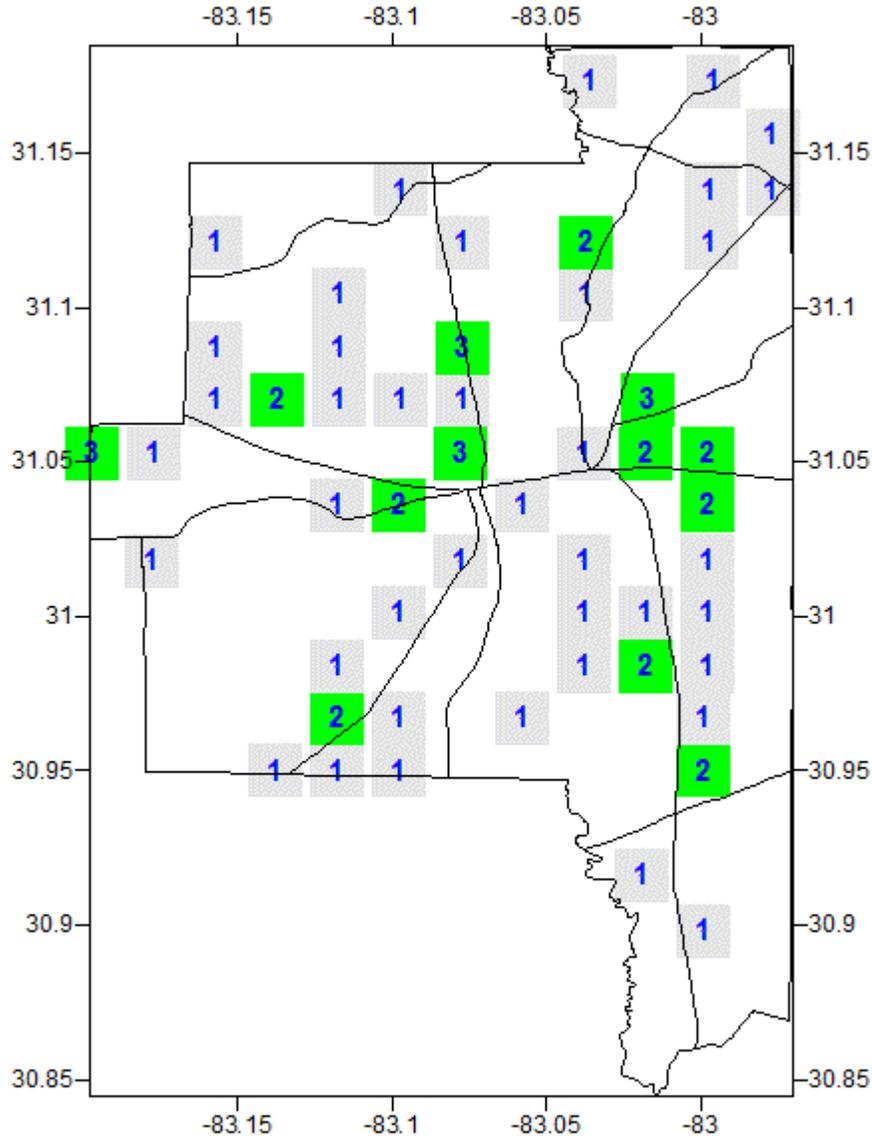 -83.15 -83.1 -83.05 -83
1 1
1
31.15 31.15
1 1 1
1 1 2 1
1 1
31.1 31.1
1 1 3
1 2 1 1 1 3
3 1 3 1 2 2
31.05 31.05
1 2 1 2
1 1 1 1
1 1 1 1
31 31
1 1 2 1
2 1 1 1
1 1 1 2
30.95 30.95
1
30.9 1 30.9
30.85 30.85
-83.15 -83.1 -83.05 -83